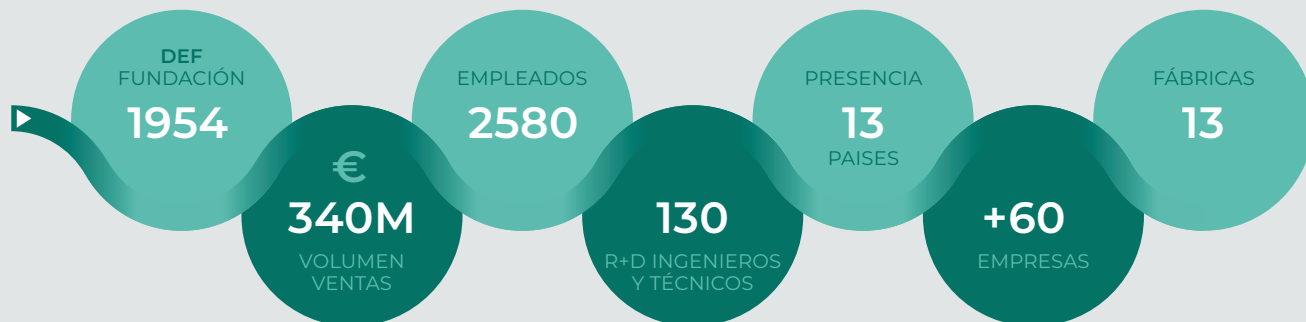 DEF
FUNDACIÓN
1954
€
340M
VOLUMEN
VENTAS
EMPLEADOS
2580
130
R+D INGENIEROS
Y TÉCNICOS
PRESENCIA
13
PAISES
+60
EMPRESAS
FÁBRICAS
13